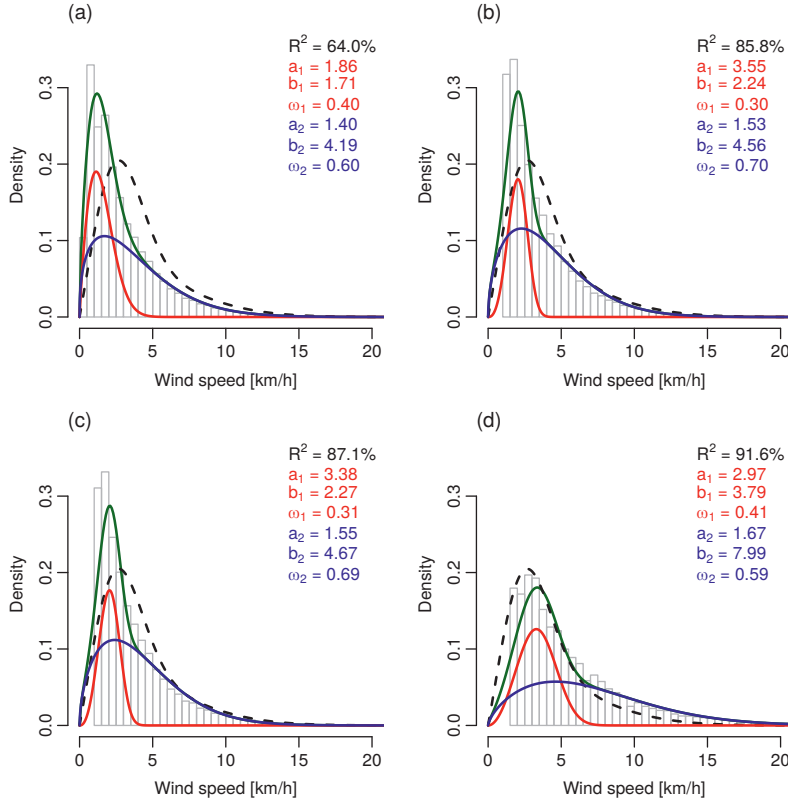 (a)
R² = 64.0%
a₁ = 1.86
b₁ = 1.71
ω₁ = 0.40
a₂ = 1.40
b₂ = 4.19
ω₂ = 0.60
Density
0.0 0.1 0.2 0.3
0 5 10 15 20
Wind speed [km/h]
(b)
R² = 85.8%
a₁ = 3.55
b₁ = 2.24
ω₁ = 0.30
a₂ = 1.53
b₂ = 4.56
ω₂ = 0.70
Density
0.0 0.1 0.2 0.3
0 5 10 15 20
Wind speed [km/h]
(c)
R² = 87.1%
a₁ = 3.38
b₁ = 2.27
ω₁ = 0.31
a₂ = 1.55
b₂ = 4.67
ω₂ = 0.69
Density
0.0 0.1 0.2 0.3
0 5 10 15 20
Wind speed [km/h]
(d)
R² = 91.6%
a₁ = 2.97
b₁ = 3.79
ω₁ = 0.41
a₂ = 1.67
b₂ = 7.99
ω₂ = 0.59
Density
0.0 0.1 0.2 0.3
0 5 10 15 20
Wind speed [km/h]